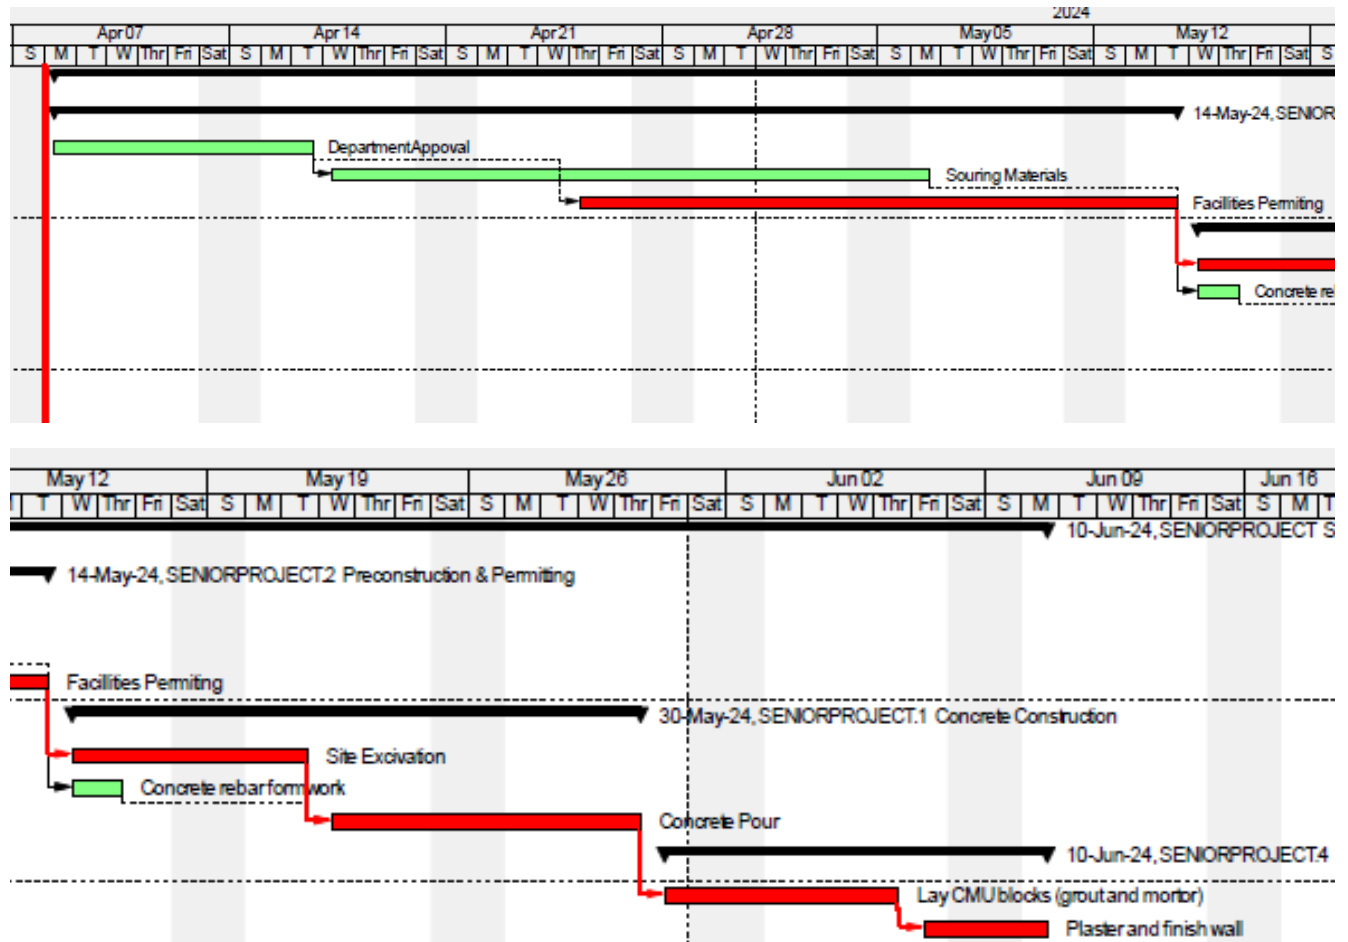 2024
Apr 07 Apr 14 Apr 21 Apr 28 May 05 May 12
S M T W Thr Fri Sat S M T W Thr Fri Sat S M T W Thr Fri Sat S M T W Thr Fri Sat S M T W Thr Fri Sat S M T W Thr Fri Sat S
14-May-24, SENIOR
Department Appoval
Souring Materials
Facilities Permiting
Concrete re
May 12 May 19 May 26 Jun 02 Jun 09 Jun 16
T W Thr Fri Sat S M T W Thr Fri Sat S M T W Thr Fri Sat S M T W Thr Fri Sat S M T W Thr Fri Sat S M T
10-Jun-24, SENIORPROJECT S
14-May-24, SENIORPROJECT.2 Preconstruction & Permitting
Facilities Permiting
30-May-24, SENIORPROJECT.1 Concrete Construction
Site Excivation
Concrete rebar formwork
Concrete Pour
10-Jun-24, SENIORPROJECT.4
Lay CMU blocks (grout and mortor)
Plaster and finish wall